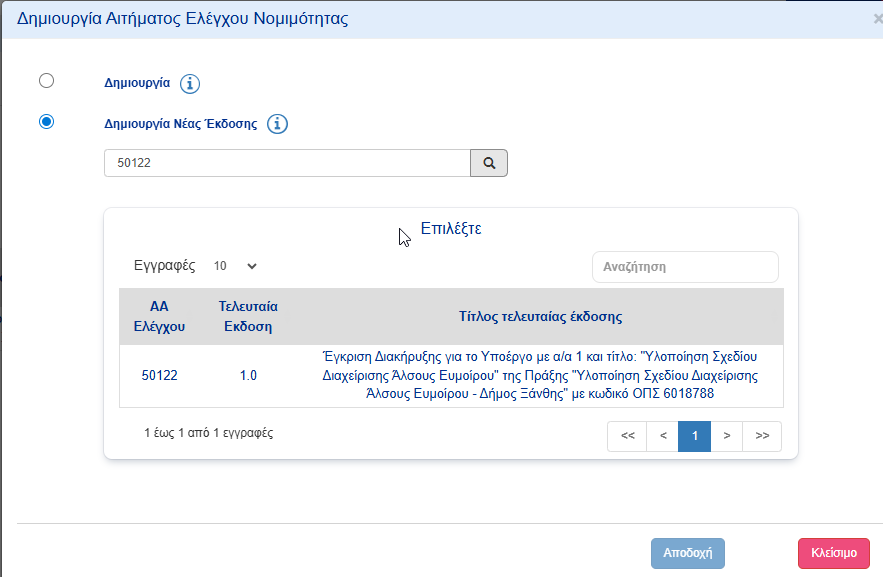 Δημιουργία Αιτήματος Ελέγχου Νομιμότητας
Δημιουργία
Δημιουργία Νέας Έκδοσης
50122
Επιλέξτε
Εγγραφές 10
Αναζήτηση
ΑΑ Ελέγχου
Τελευταία Εκδοση
Τίτλος τελευταίας έκδοσης
50122
1.0
Έγκριση Διακήρυξης για το Υποέργο με α/α 1 και τίτλο: "Υλοποίηση Σχεδίου
Διαχείρισης Άλσους Ευμοίρου" της Πράξης "Υλοποίηση Σχεδίου Διαχείρισης
Άλσους Ευμοίρου - Δήμος Ξάνθης" με κωδικό ΟΠΣ 6018788
1 έως 1 από 1 εγγραφές
<< < 1 > >>
Αποδοχή
Κλείσιμο